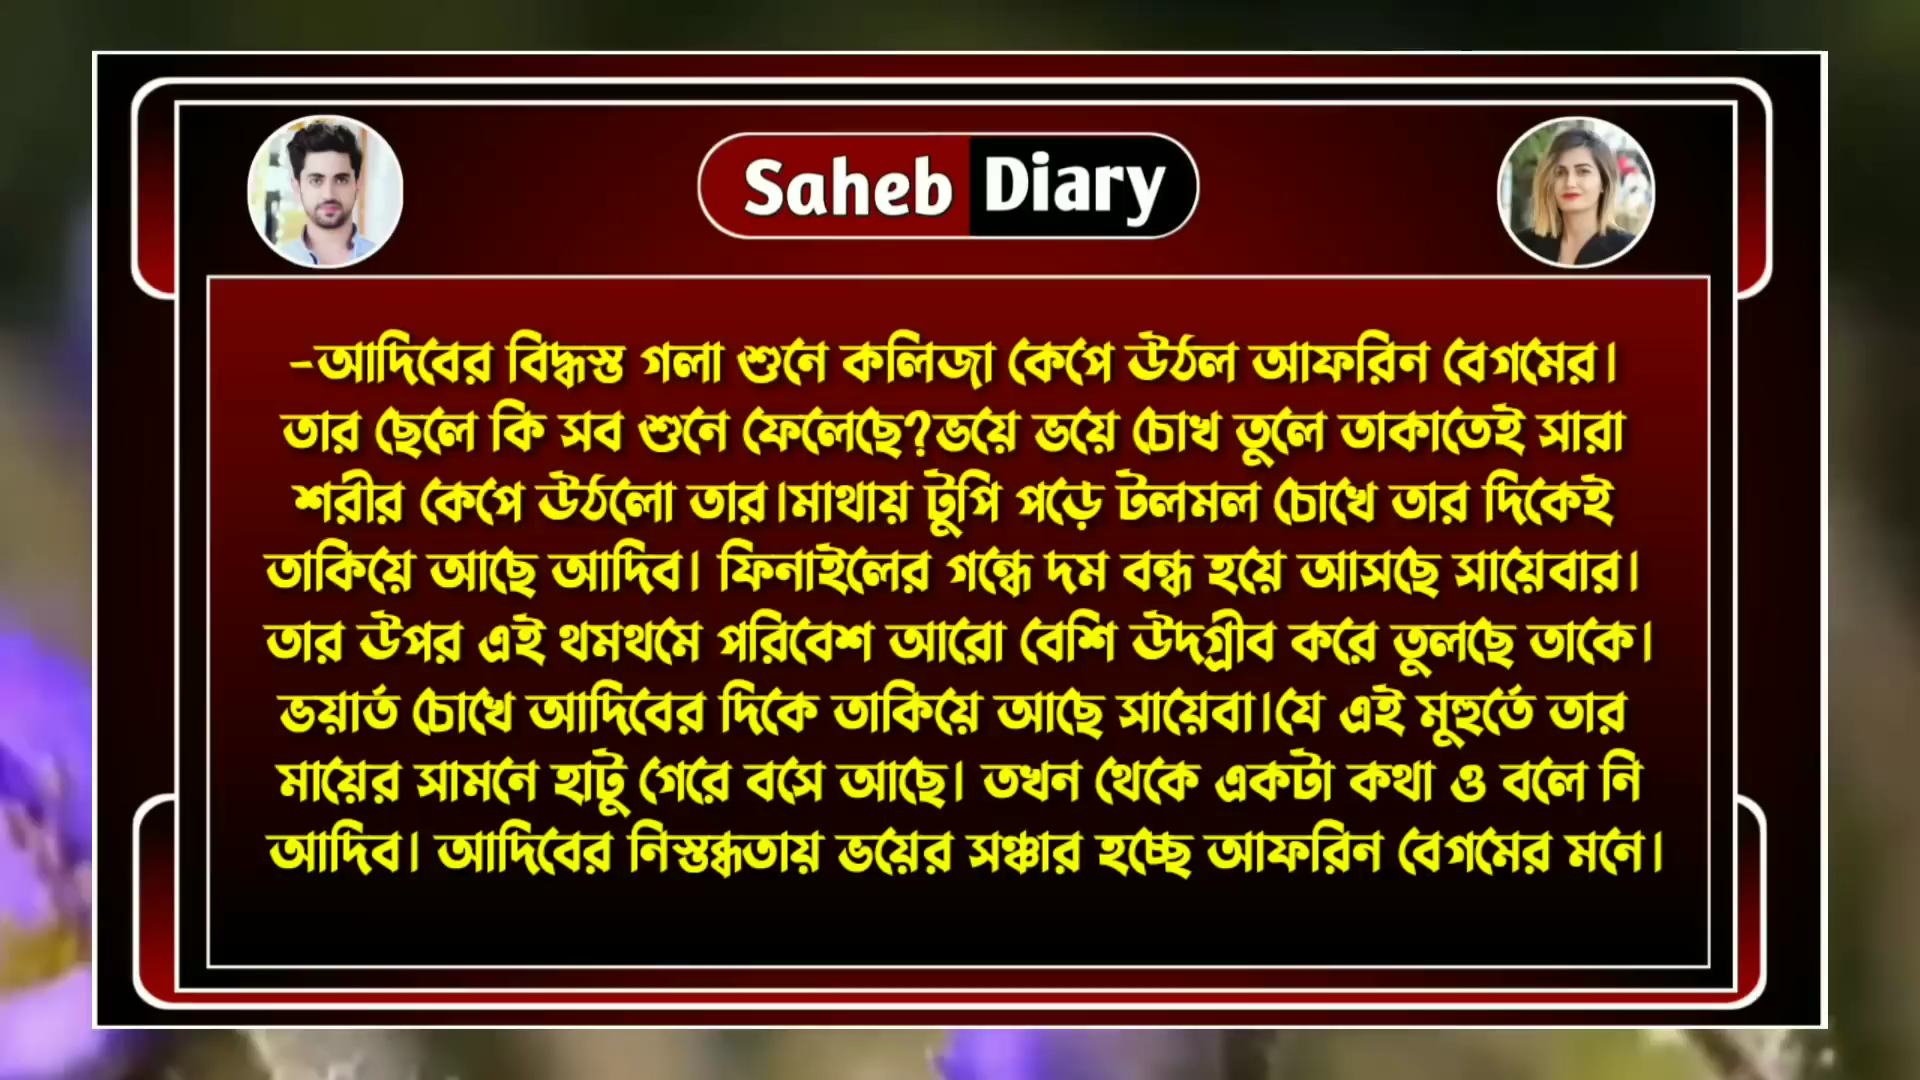 Saheb Diary
-আদিবের বিদ্ধস্ত গলা শুনে কলিজা কেপে উঠল আফরিন বেগমের।
তার ছেলে কি সব শুনে ফেলেছে?ভয়ে ভয়ে চোখ তুলে তাকাতেই সারা
শরীর কেপে উঠলো তার।মাথায় টুপি পড়ে টলমল চোখে তার দিকেই
তাকিয়ে আছে আদিব। ফিনাইলের গন্ধে দম বন্ধ হয়ে আসছে সায়েবার।
তার উপর এই থমথমে পরিবেশ আরো বেশি উদগ্রীব করে তুলছে তাকে।
ভয়ার্ত চোখে আদিবের দিকে তাকিয়ে আছে সায়েবা।যে এই মুহুর্তে তার
মায়ের সামনে হাটু গেরে বসে আছে। তখন থেকে একটা কথা ও বলে নি
আদিব। আদিবের নিস্তব্ধতায় ভয়ের সঞ্চার হচ্ছে আফরিন বেগমের মনে।